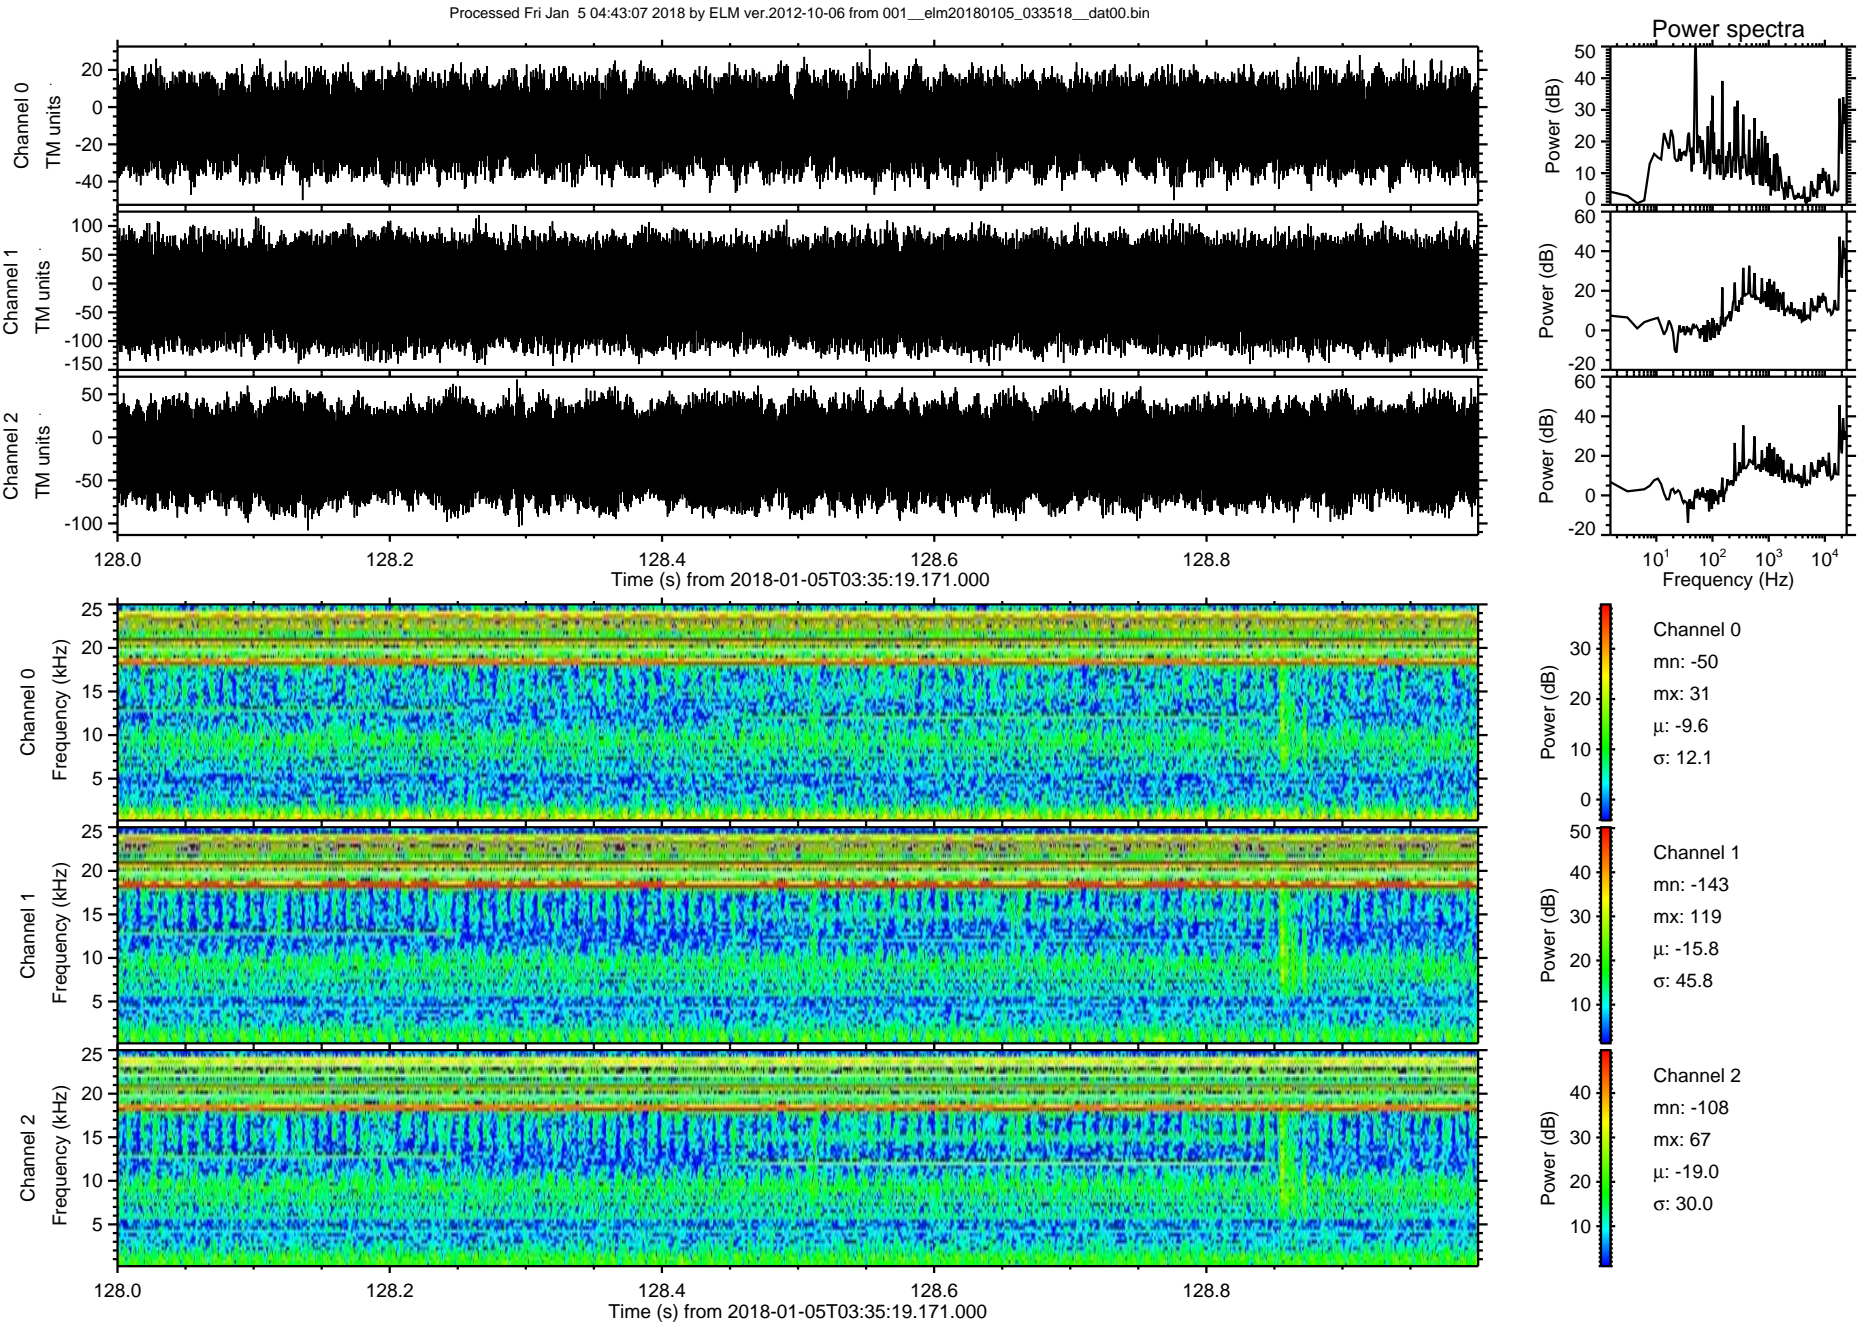 Processed Fri Jan  5 04:43:07 2018 by ELM ver.2012-10-06 from 001__elm20180105_033518__dat00.bin
Power spectra
Channel 0
TM units
20
0
-20
-40
Power (dB)
50
40
30
20
10
0
Channel 1
TM units
100
50
0
-50
-100
-150
Power (dB)
60
40
20
0
-20
Channel 2
TM units
50
0
-50
-100
Power (dB)
60
40
20
0
-20
128.0 128.2 128.4 128.6 128.8
Time (s) from 2018-01-05T03:35:19.171.000
10¹ 10² 10³ 10⁴
Frequency (Hz)
Channel 0
Frequency (kHz)
25
20
15
10
5
Power (dB)
30
20
10
0
Channel 0
mn: -50
mx: 31
μ: -9.6
σ: 12.1
Channel 1
Frequency (kHz)
25
20
15
10
5
Power (dB)
50
40
30
20
10
Channel 1
mn: -143
mx: 119
μ: -15.8
σ: 45.8
Channel 2
Frequency (kHz)
25
20
15
10
5
Power (dB)
40
30
20
10
Channel 2
mn: -108
mx: 67
μ: -19.0
σ: 30.0
128.0 128.2 128.4 128.6 128.8
Time (s) from 2018-01-05T03:35:19.171.000